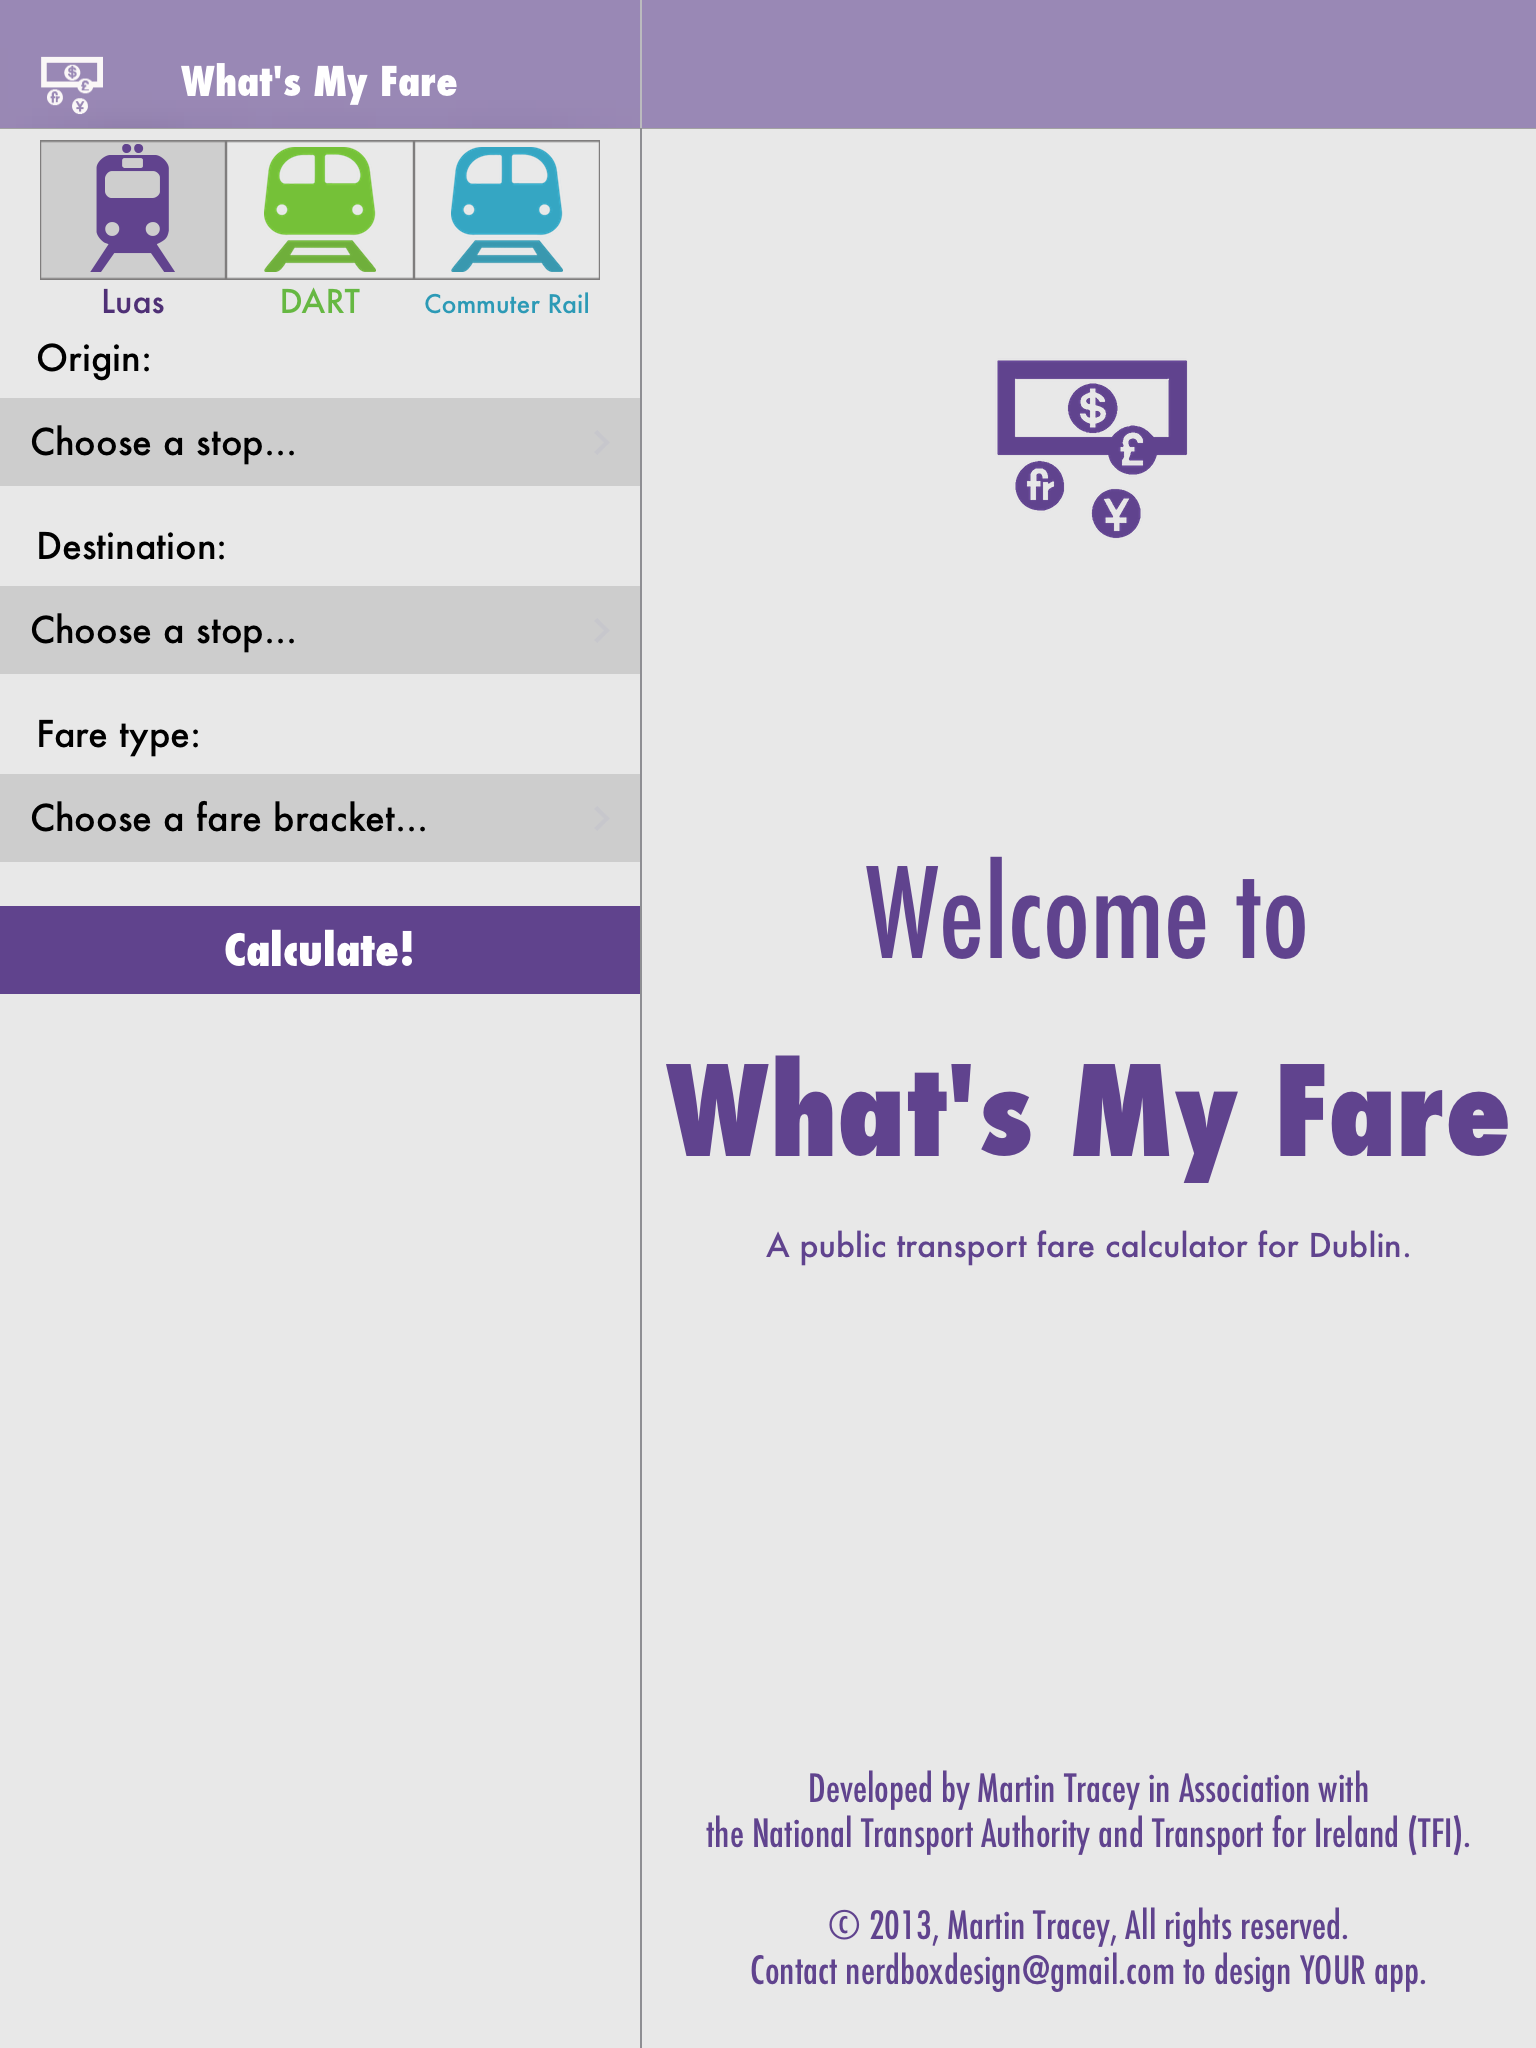 What's My Fare
Luas
DART
Commuter Rail
Origin:
Choose a stop...
Destination:
Choose a stop...
Fare type:
Choose a fare bracket...
Calculate!
$
£
fr
¥
Welcome to
What's My Fare
A public transport fare calculator for Dublin.
Developed by Martin Tracey in Association with
the National Transport Authority and Transport for Ireland (TFI).
© 2013, Martin Tracey, All rights reserved.
Contact nerdboxdesign@gmail.com to design YOUR app.